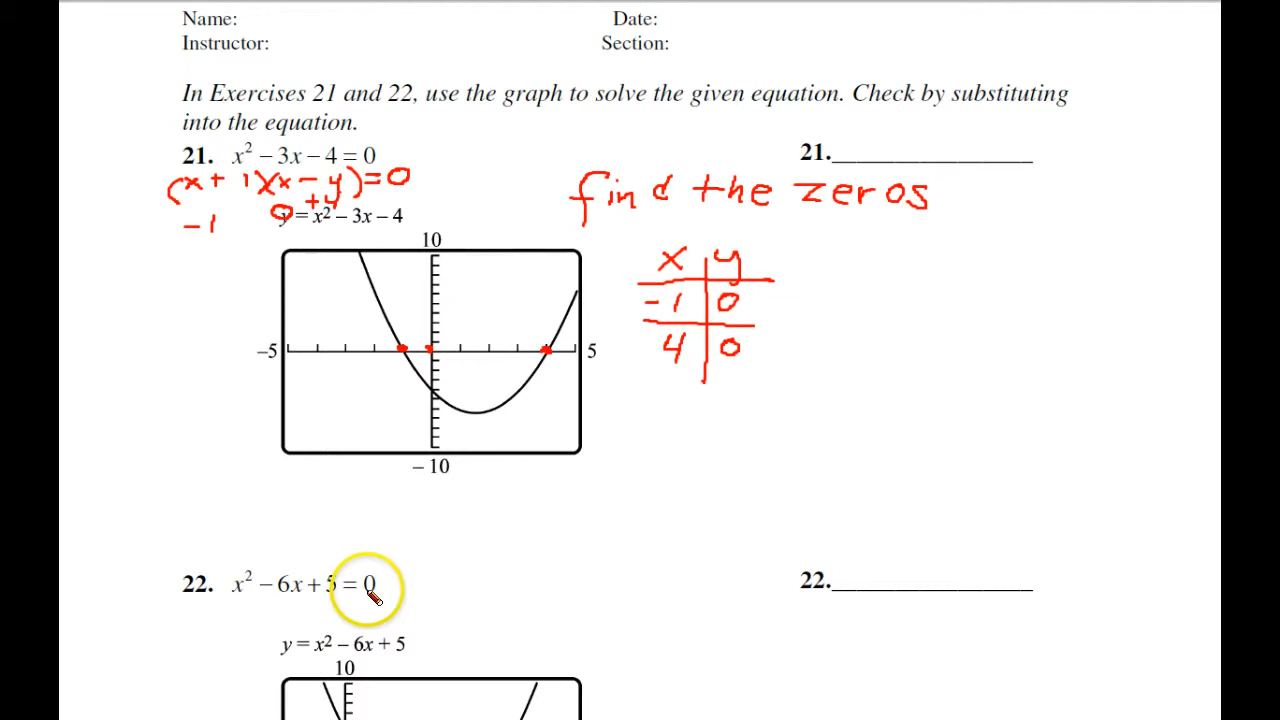 Name: Date:
Instructor: Section:
In Exercises 21 and 22, use the graph to solve the given equation. Check by substituting
into the equation.
21. x² − 3x − 4 = 0 21.
(x + 1)(x − 4) = 0
find the zeros
−1 0 +4
y = x² − 3x − 4
10
x y
−1 0
4 0
−5 5
−10
22. x² − 6x + 5 = 0 22.
y = x² − 6x + 5
10